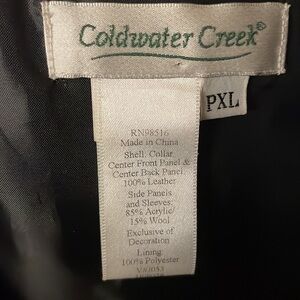 Coldwater Creek®
PXL
RN98516
Made in China
Shell, Collar
Center Front Panel &
Center Back Panel:
100% Leather
Side Panels
and Sleeves:
85% Acrylic/
15% Wool
Exclusive of
Decoration
Lining:
100% Polyester